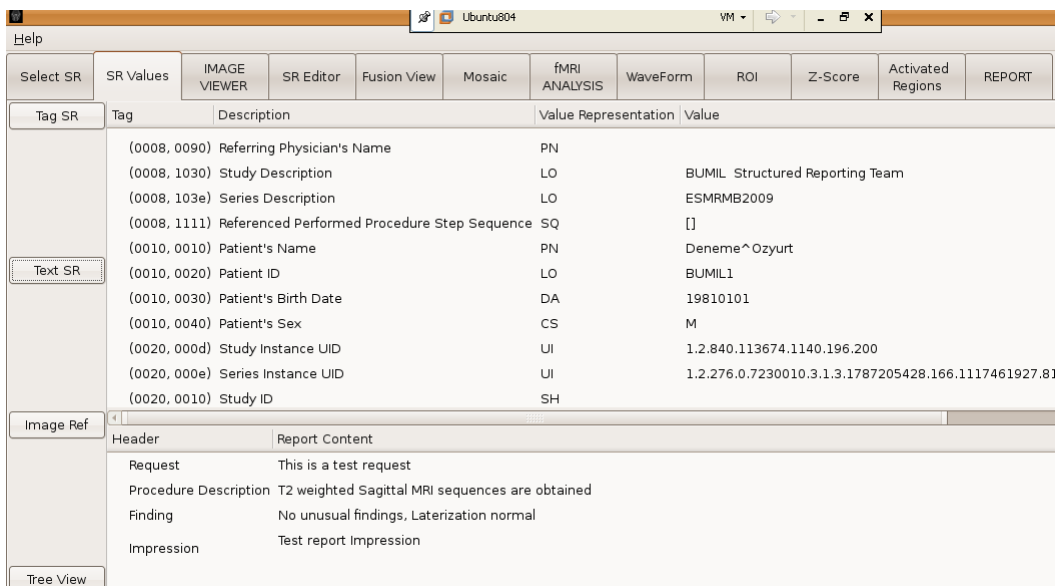 Ubuntu804 VM
Help
Select SR SR Values IMAGE VIEWER SR Editor Fusion View Mosaic fMRI ANALYSIS WaveForm ROI Z-Score Activated Regions REPORT
Tag SR Tag Description Value Representation Value
(0008, 0090) Referring Physician's Name PN
(0008, 1030) Study Description LO BUMIL Structured Reporting Team
(0008, 103e) Series Description LO ESMRMB2009
(0008, 1111) Referenced Performed Procedure Step Sequence SQ []
(0010, 0010) Patient's Name PN Deneme^Ozyurt
Text SR (0010, 0020) Patient ID LO BUMIL1
(0010, 0030) Patient's Birth Date DA 19810101
(0010, 0040) Patient's Sex CS M
(0020, 000d) Study Instance UID UI 1.2.840.113674.1140.196.200
(0020, 000e) Series Instance UID UI 1.2.276.0.7230010.3.1.3.1787205428.166.1117461927.81
(0020, 0010) Study ID SH
Image Ref
Header Report Content
Request This is a test request
Procedure Description T2 weighted Sagittal MRI sequences are obtained
Finding No unusual findings, Laterization normal
Impression Test report Impression
Tree View